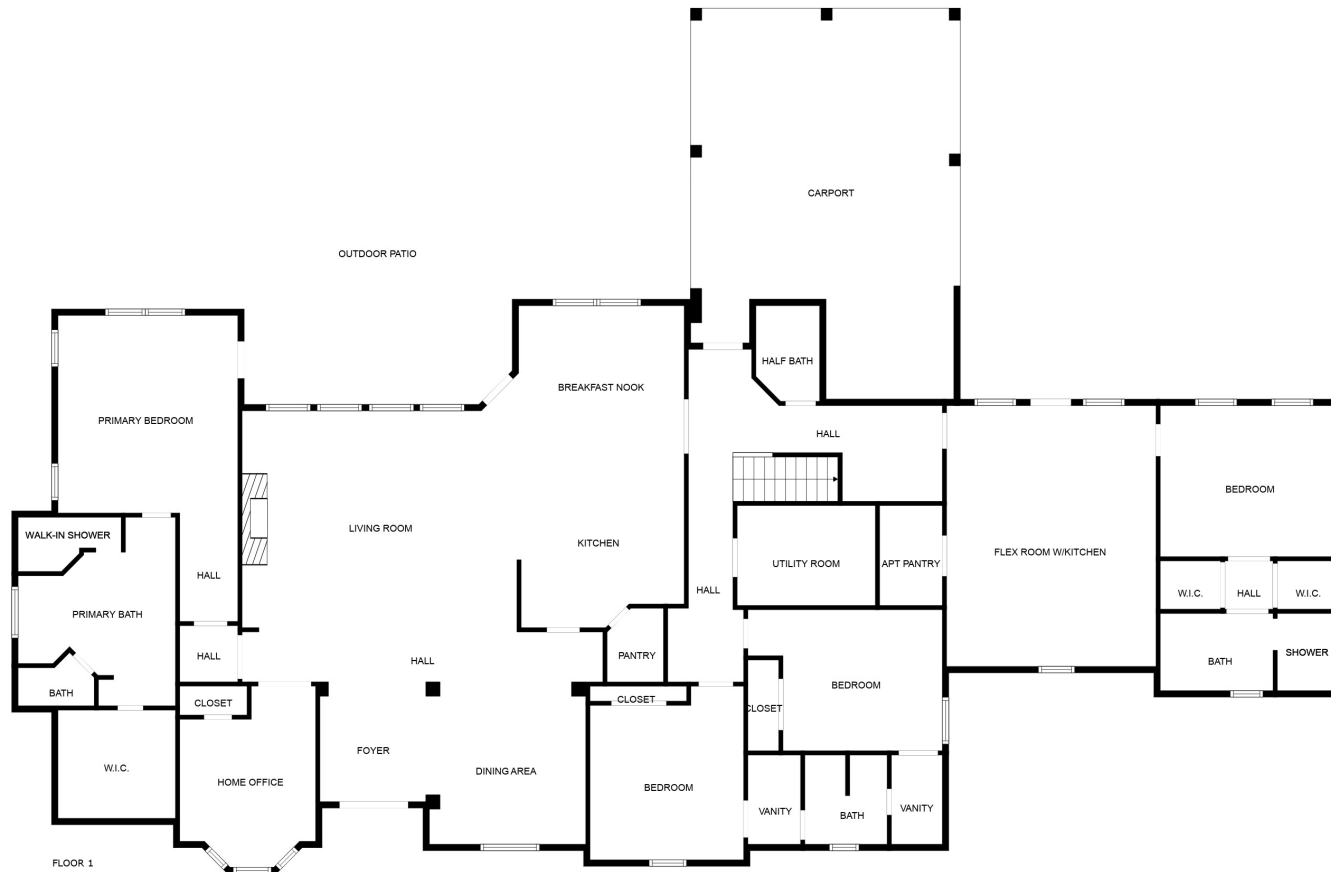 CARPORT
OUTDOOR PATIO
HALF BATH
BREAKFAST NOOK
PRIMARY BEDROOM
HALL
BEDROOM
WALK-IN SHOWER
LIVING ROOM
KITCHEN
FLEX ROOM W/KITCHEN
UTILITY ROOM
APT PANTRY
HALL
HALL
W.I.C.
HALL
W.I.C.
PRIMARY BATH
HALL
HALL
PANTRY
BATH
SHOWER
BEDROOM
BATH
CLOSET
CLOSET
CLOSET
FOYER
W.I.C.
HOME OFFICE
DINING AREA
BEDROOM
VANITY
BATH
VANITY
FLOOR 1